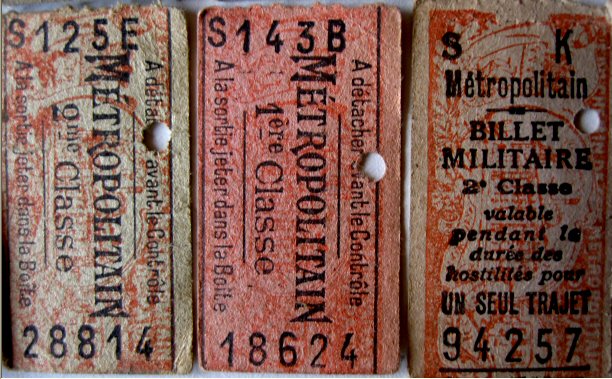 S125E
A détacher avant le Contrôle
MÉTROPOLITAIN
2ème Classe
A la sortie jeter dans la Boîte
28814
S143B
A détacher avant le Contrôle
MÉTROPOLITAIN
1ère Classe
A la sortie jeter dans la Boîte
18624
S K
Métropolitain
BILLET
MILITAIRE
2e Classe
valable
pendant la
durée des
hostilités pour
UN SEUL TRAJET
94257